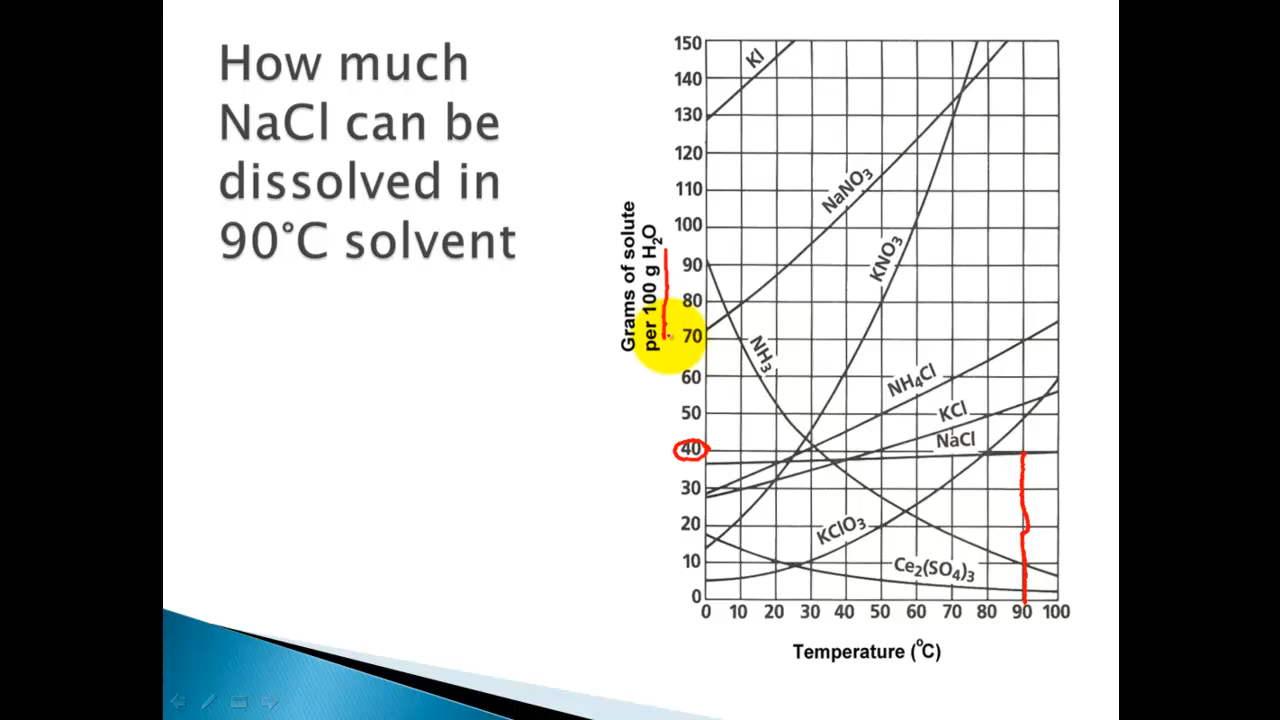 How much
NaCl can be
dissolved in
90°C solvent
Grams of solute
per 100 g H₂O
150
140
130
120
110
100
90
80
70
60
50
40
30
20
10
0
KI
NaNO₃
KNO₃
NH₃
NH₄Cl
KCl
NaCl
KClO₃
Ce₂(SO₄)₃
0 10 20 30 40 50 60 70 80 90 100
Temperature (°C)